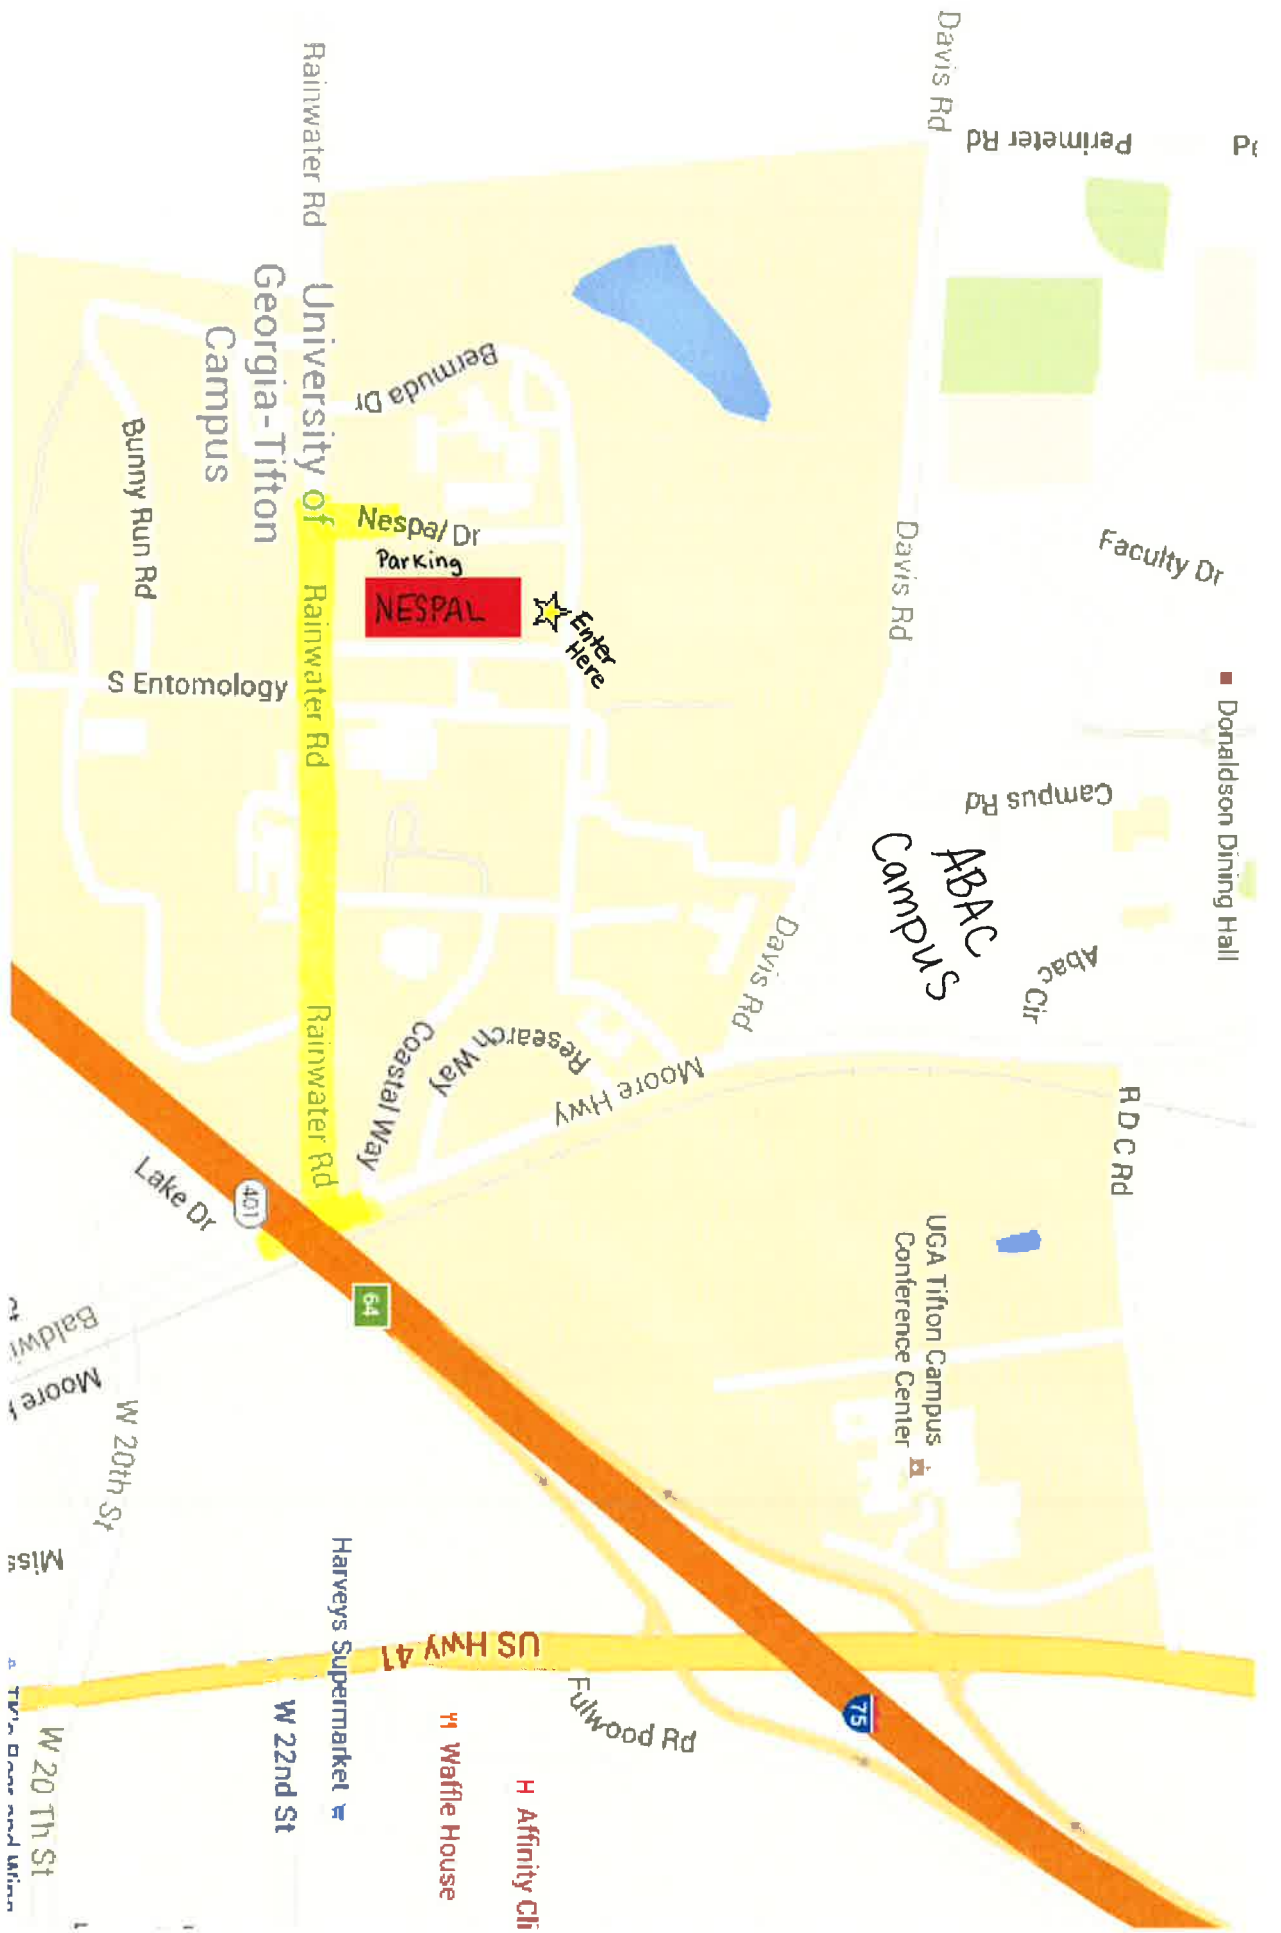 Rainwater Rd
Davis Rd
Perimeter Rd
University of
Georgia-Tifton
Campus
Bermuda Dr
Bunny Run Rd
Nespal Dr
Parking
NESPAL
Enter
Here
Rainwater Rd
S Entomology
Davis Rd
Faculty Dr
Donaldson Dining Hall
Campus Rd
ABAC
Campus
Abac Cir
Davis Rd
Rainwater Rd
Coastal Way
Research Way
Moore Hwy
R D C Rd
UGA Tifton Campus
Conference Center
Lake Dr
401
64
Moore
W 20th St
Harveys Supermarket
US Hwy 41
W 22nd St
Fulwood Rd
75
Waffle House
H Affinity Cli
W 20 Th St